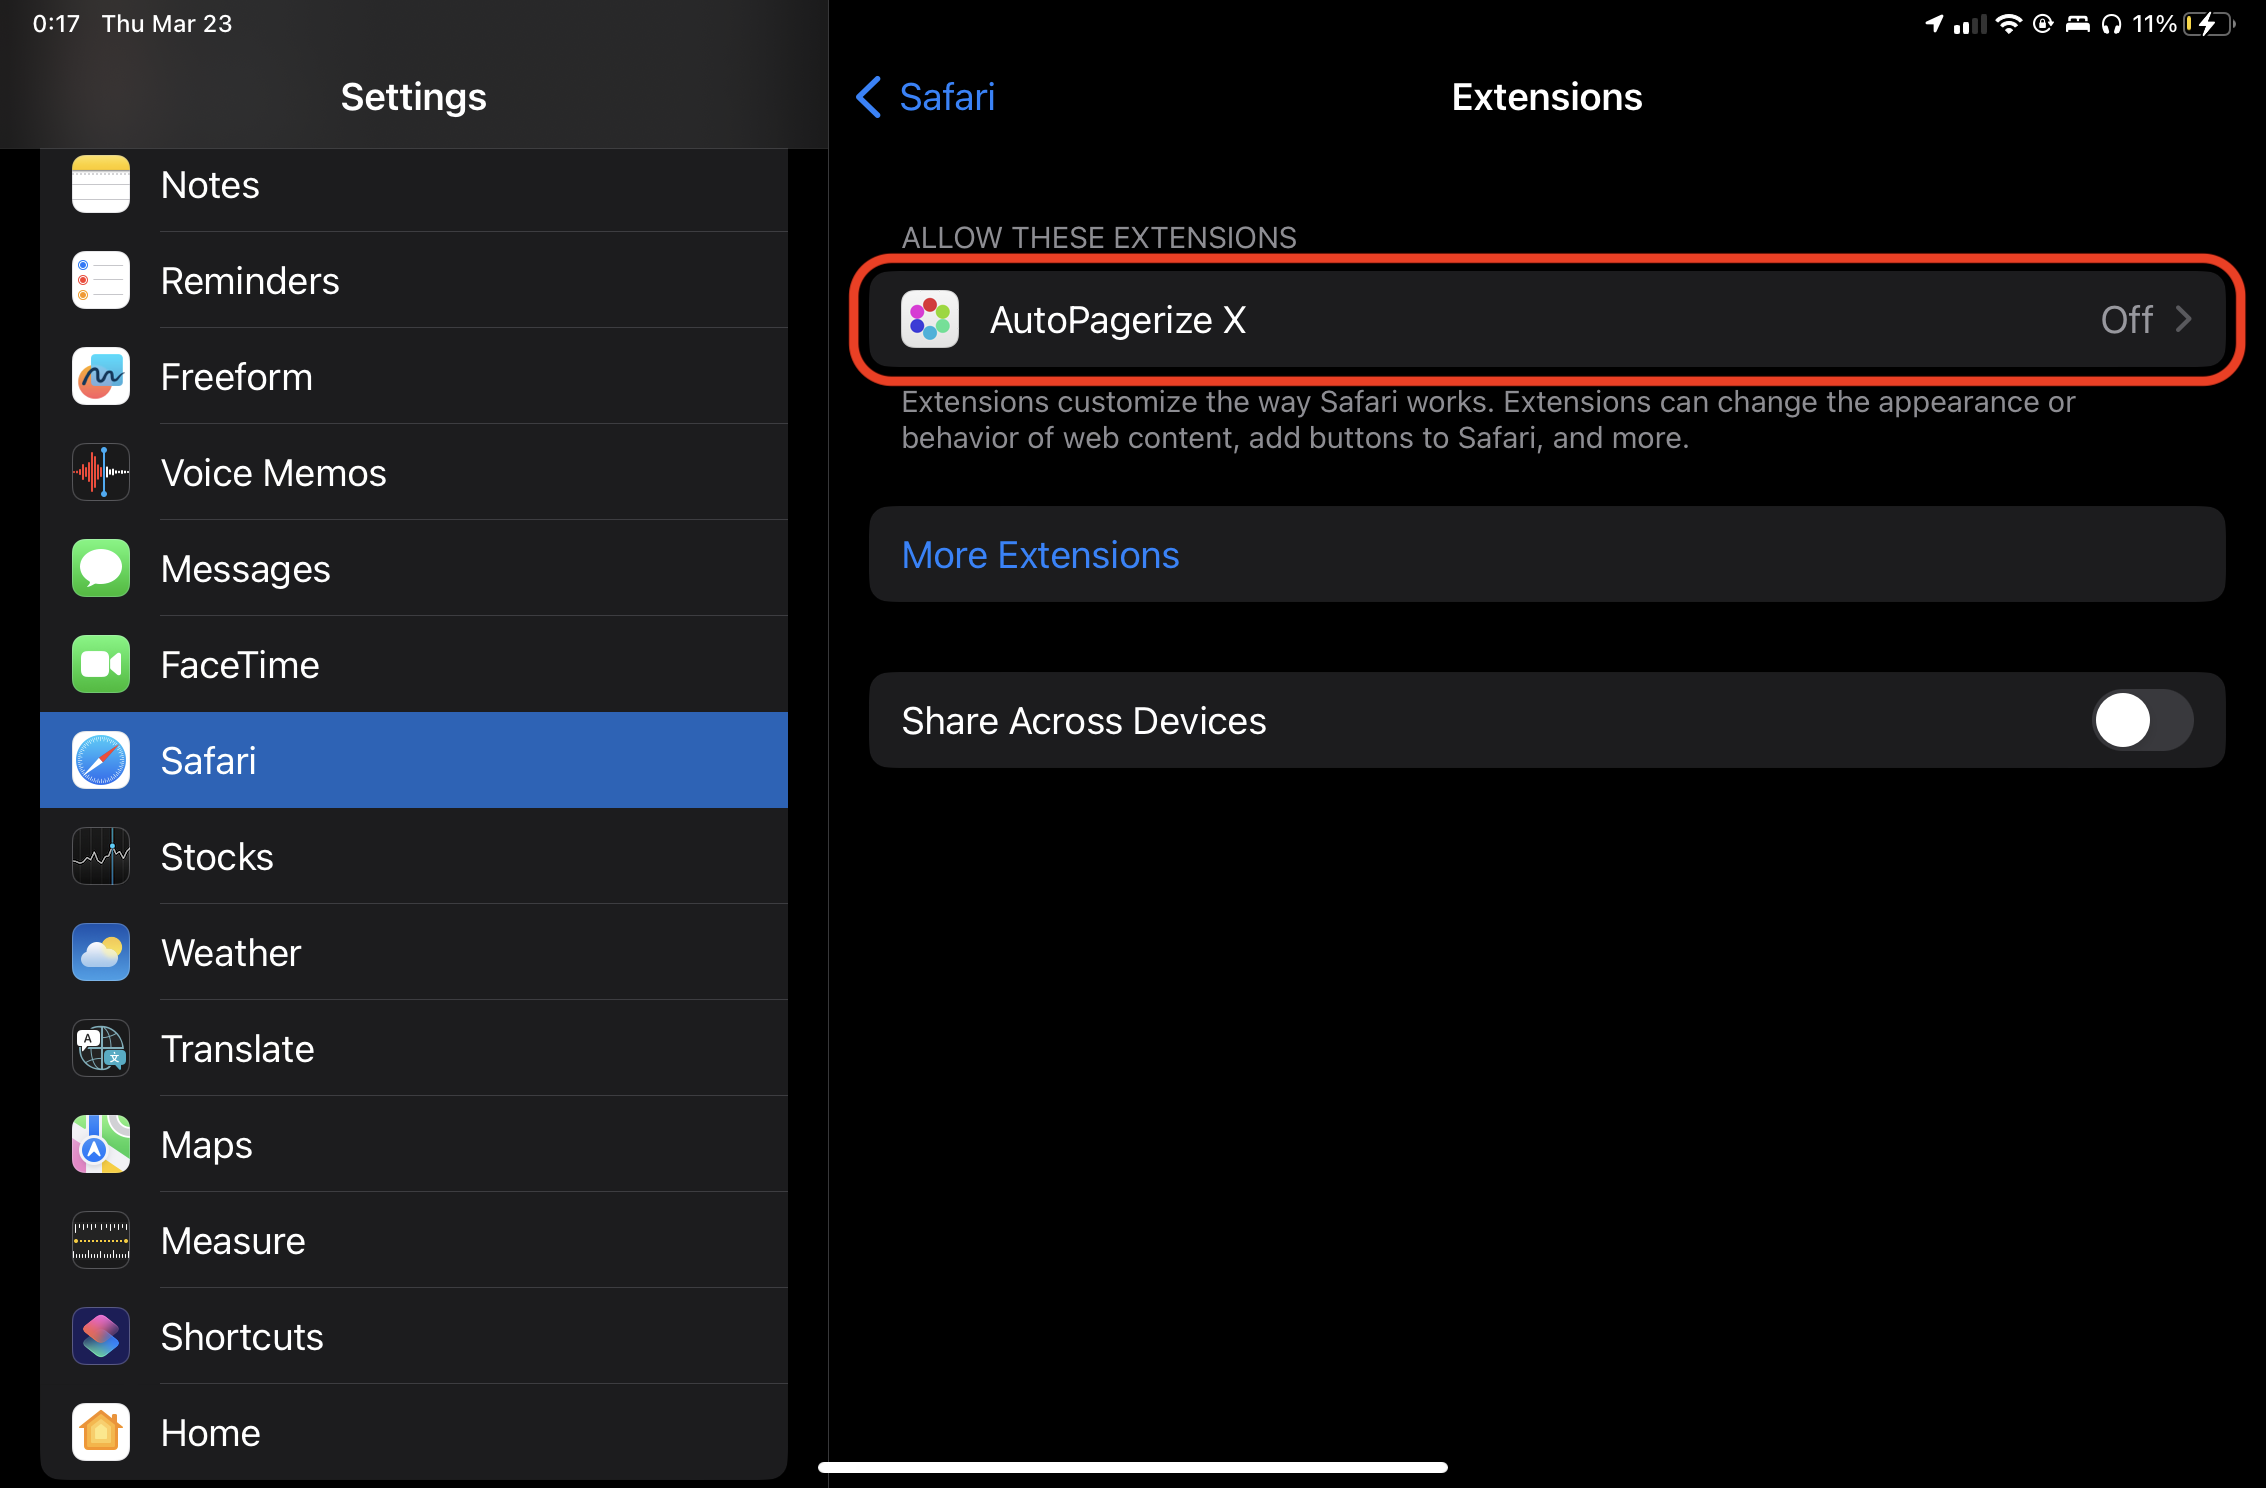 0:17 Thu Mar 23
11%
Settings
Notes
Reminders
Freeform
Voice Memos
Messages
FaceTime
Safari
Stocks
Weather
A
文
Translate
Maps
Measure
Shortcuts
Home
Safari
Extensions
ALLOW THESE EXTENSIONS
AutoPagerize X Off
Extensions customize the way Safari works. Extensions can change the appearance or
behavior of web content, add buttons to Safari, and more.
More Extensions
Share Across Devices